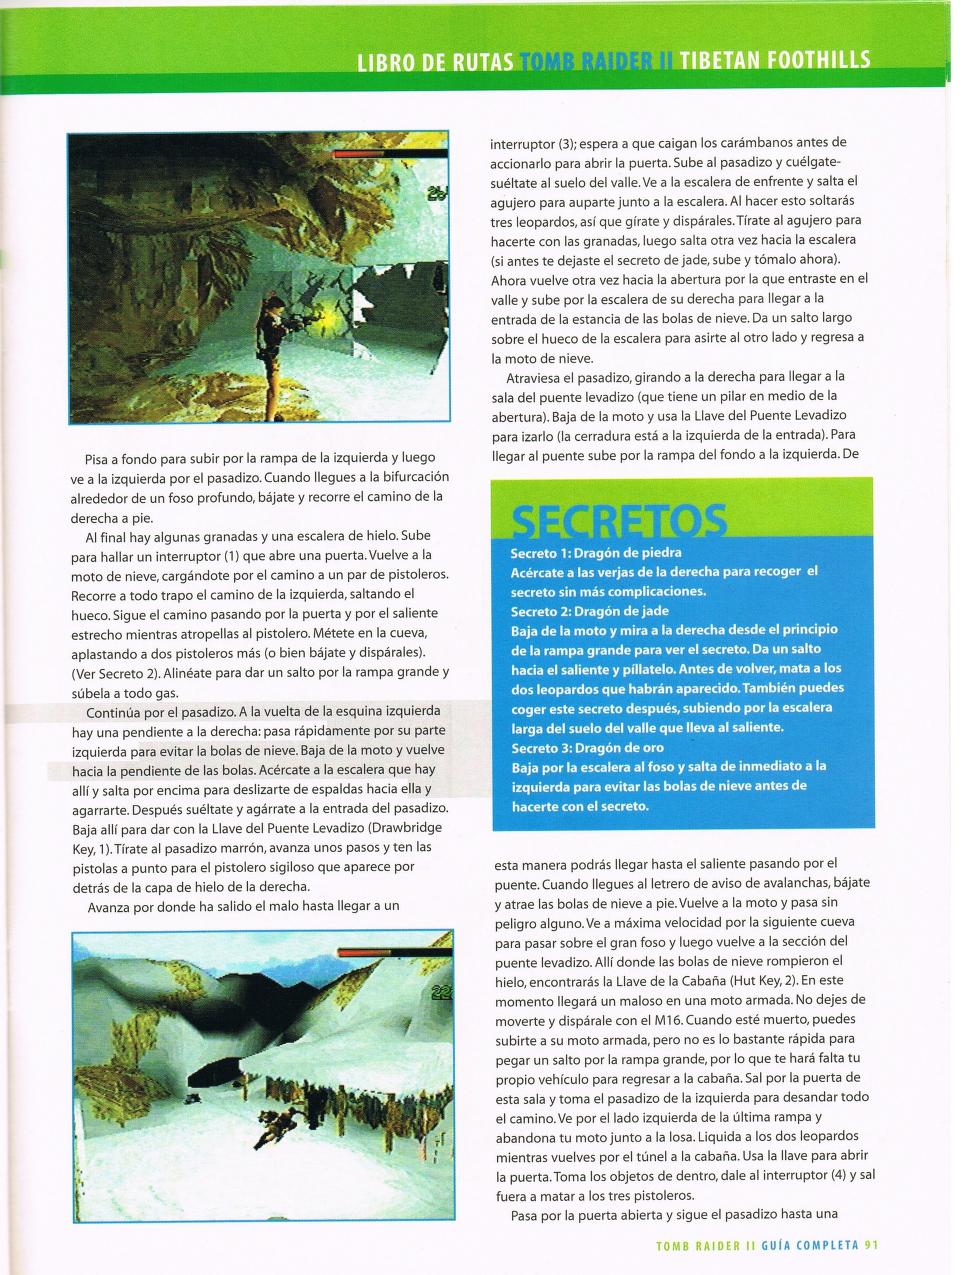 LIBRO DE RUTAS TOMB RAIDER II TIBETAN FOOTHILLS
Pisa a fondo para subir por la rampa de la izquierda y luego
ve a la izquierda por el pasadizo. Cuando llegues a la bifurcación
alrededor de un foso profundo, bájate y recorre el camino de la
derecha a pie.
Al final hay algunas granadas y una escalera de hielo. Sube
para hallar un interruptor (1) que abre una puerta. Vuelve a la
moto de nieve, cargándote por el camino a un par de pistoleros.
Recorre a todo trapo el camino de la izquierda, saltando el
hueco. Sigue el camino pasando por la puerta y por el saliente
estrecho mientras atropellas al pistolero. Métete en la cueva,
aplastando a dos pistoleros más (o bien bájate y dispárales).
(Ver Secreto 2). Alinéate para dar un salto por la rampa grande y
súbela a todo gas.
Continúa por el pasadizo. A la vuelta de la esquina izquierda
hay una pendiente a la derecha: pasa rápidamente por su parte
izquierda para evitar la bolas de nieve. Baja de la moto y vuelve
hacia la pendiente de las bolas. Acércate a la escalera que hay
allí y salta por encima para deslizarte de espaldas hacia ella y
agarrarte. Después suéltate y agárrate a la entrada del pasadizo.
Baja allí para dar con la Llave del Puente Levadizo (Drawbridge
Key, 1). Tírate al pasadizo marrón, avanza unos pasos y ten las
pistolas a punto para el pistolero sigiloso que aparece por
detrás de la capa de hielo de la derecha.
Avanza por donde ha salido el malo hasta llegar a un
interruptor (3); espera a que caigan los carámbanos antes de
accionarlo para abrir la puerta. Sube al pasadizo y cuélgate-
suéltate al suelo del valle. Ve a la escalera de enfrente y salta el
agujero para auparte junto a la escalera. Al hacer esto soltarás
tres leopardos, así que gírate y dispárales. Tírate al agujero para
hacerte con las granadas, luego salta otra vez hacia la escalera
(si antes te dejaste el secreto de jade, sube y tómalo ahora).
Ahora vuelve otra vez hacia la abertura por la que entraste en el
valle y sube por la escalera de su derecha para llegar a la
entrada de la estancia de las bolas de nieve. Da un salto largo
sobre el hueco de la escalera para asirte al otro lado y regresa a
la moto de nieve.
Atraviesa el pasadizo, girando a la derecha para llegar a la
sala del puente levadizo (que tiene un pilar en medio de la
abertura). Baja de la moto y usa la Llave del Puente Levadizo
para izarlo (la cerradura está a la izquierda de la entrada). Para
llegar al puente sube por la rampa del fondo a la izquierda. De
SECRETOS
Secreto 1: Dragón de piedra
Acércate a las verjas de la derecha para recoger el
secreto sin más complicaciones.
Secreto 2: Dragón de jade
Baja de la moto y mira a la derecha desde el principio
de la rampa grande para ver el secreto. Da un salto
hacia el saliente y píllatelo. Antes de volver, mata a los
dos leopardos que habrán aparecido. También puedes
coger este secreto después, subiendo por la escalera
larga del suelo del valle que lleva al saliente.
Secreto 3: Dragón de oro
Baja por la escalera al foso y salta de inmediato a la
izquierda para evitar las bolas de nieve antes de
hacerte con el secreto.
esta manera podrás llegar hasta el saliente pasando por el
puente. Cuando llegues al letrero de aviso de avalanchas, bájate
y atrae las bolas de nieve a pie. Vuelve a la moto y pasa sin
peligro alguno. Ve a máxima velocidad por la siguiente cueva
para pasar sobre el gran foso y luego vuelve a la sección del
puente levadizo. Allí donde las bolas de nieve rompieron el
hielo, encontrarás la Llave de la Cabaña (Hut Key, 2). En este
momento llegará un maloso en una moto armada. No dejes de
moverte y dispárale con el M16. Cuando esté muerto, puedes
subirte a su moto armada, pero no es lo bastante rápida para
pegar un salto por la rampa grande, por lo que te hará falta tu
propio vehículo para regresar a la cabaña. Sal por la puerta de
esta sala y toma el pasadizo de la izquierda para desandar todo
el camino. Ve por el lado izquierdo de la última rampa y
abandona tu moto junto a la losa. Liquida a los dos leopardos
mientras vuelves por el túnel a la cabaña. Usa la llave para abrir
la puerta. Toma los objetos de dentro, dale al interruptor (4) y sal
fuera a matar a los tres pistoleros.
Pasa por la puerta abierta y sigue el pasadizo hasta una
TOMB RAIDER II GUÍA COMPLETA 91